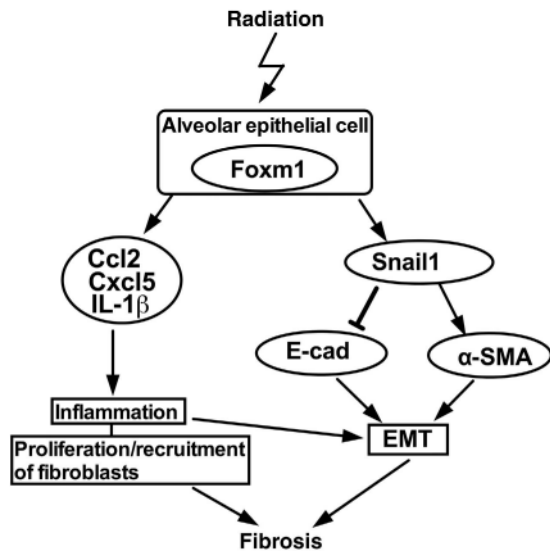 Radiation
Alveolar epithelial cell
Foxm1
Ccl2
Cxcl5
IL-1β
Snail1
E-cad
α-SMA
Inflammation
EMT
Proliferation/recruitment
of fibroblasts
Fibrosis